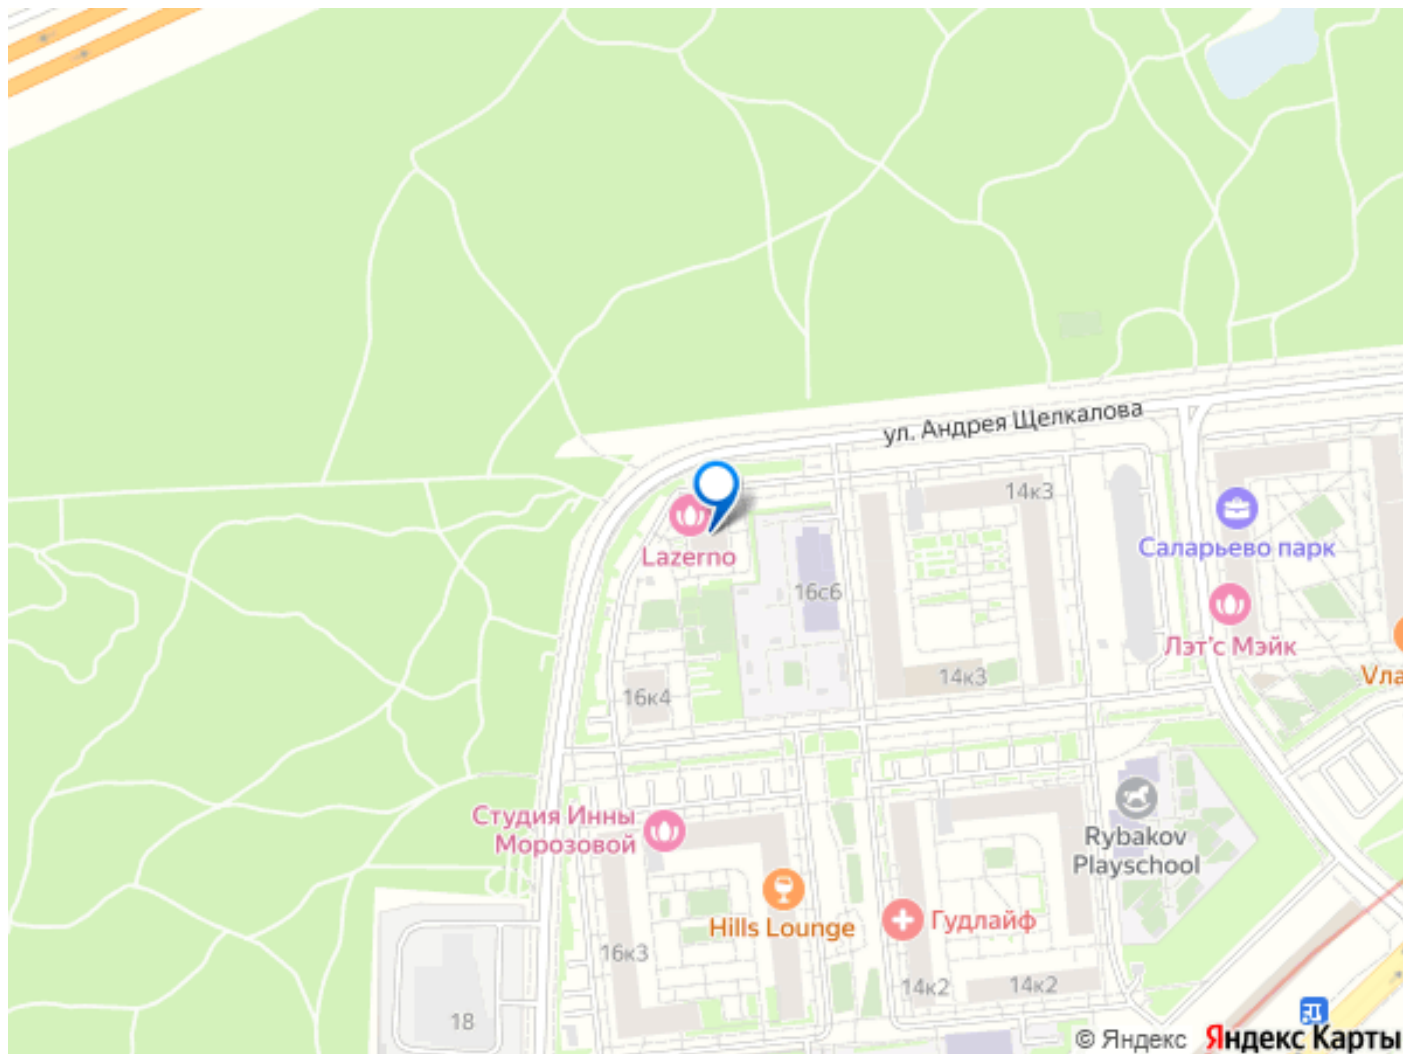 ул. Андрея Щелкалова
14к3
Саларьево парк
Lazerno
16с6
Лэт'с Мэйк
14к3
Vла
16к4
Студия Инны
Морозовой
Rybakov
Playschool
Hills Lounge
Гудлайф
16к3
14к2
14к2
18
© Яндекс Яндекс Карты